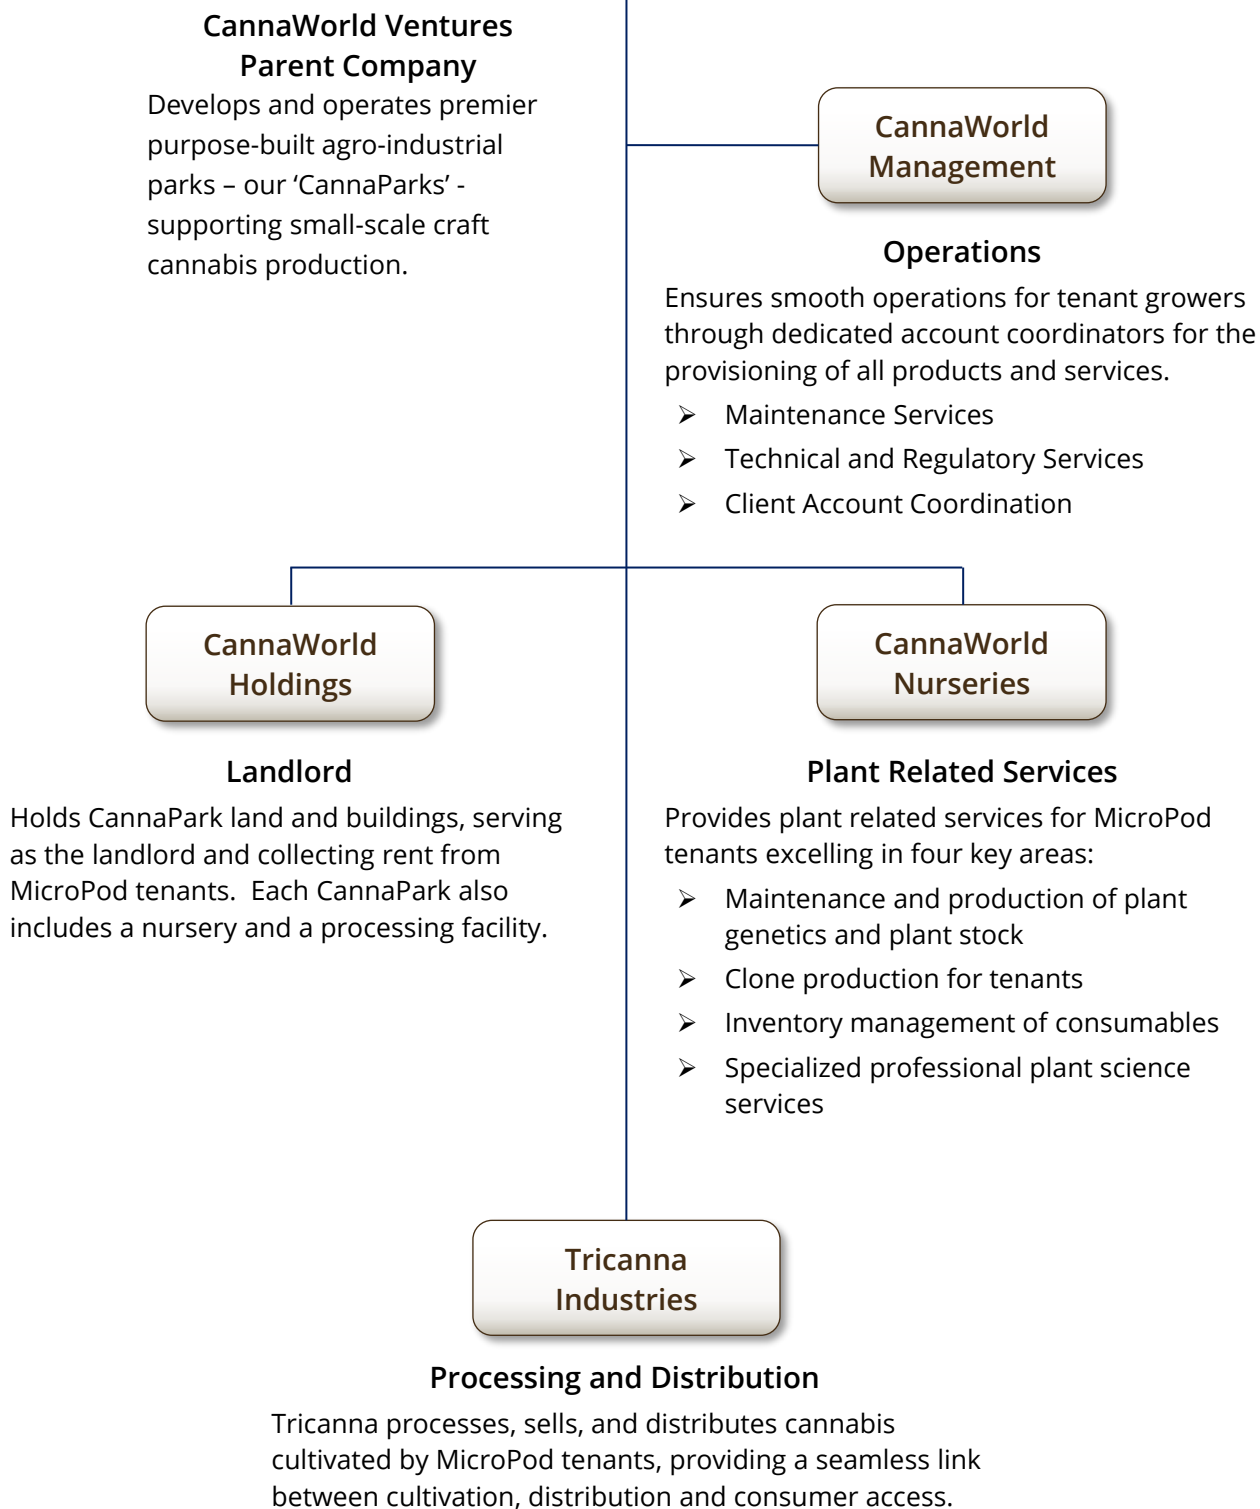 CannaWorld Ventures
Parent Company
Develops and operates premier
purpose-built agro-industrial
parks – our ‘CannaParks’ -
supporting small-scale craft
cannabis production.
CannaWorld
Management
Operations
Ensures smooth operations for tenant growers
through dedicated account coordinators for the
provisioning of all products and services.
➢ Maintenance Services
➢ Technical and Regulatory Services
➢ Client Account Coordination
CannaWorld
Holdings
Landlord
Holds CannaPark land and buildings, serving
as the landlord and collecting rent from
MicroPod tenants.  Each CannaPark also
includes a nursery and a processing facility.
CannaWorld
Nurseries
Plant Related Services
Provides plant related services for MicroPod
tenants excelling in four key areas:
➢ Maintenance and production of plant
genetics and plant stock
➢ Clone production for tenants
➢ Inventory management of consumables
➢ Specialized professional plant science
services
Tricanna
Industries
Processing and Distribution
Tricanna processes, sells, and distributes cannabis
cultivated by MicroPod tenants, providing a seamless link
between cultivation, distribution and consumer access.